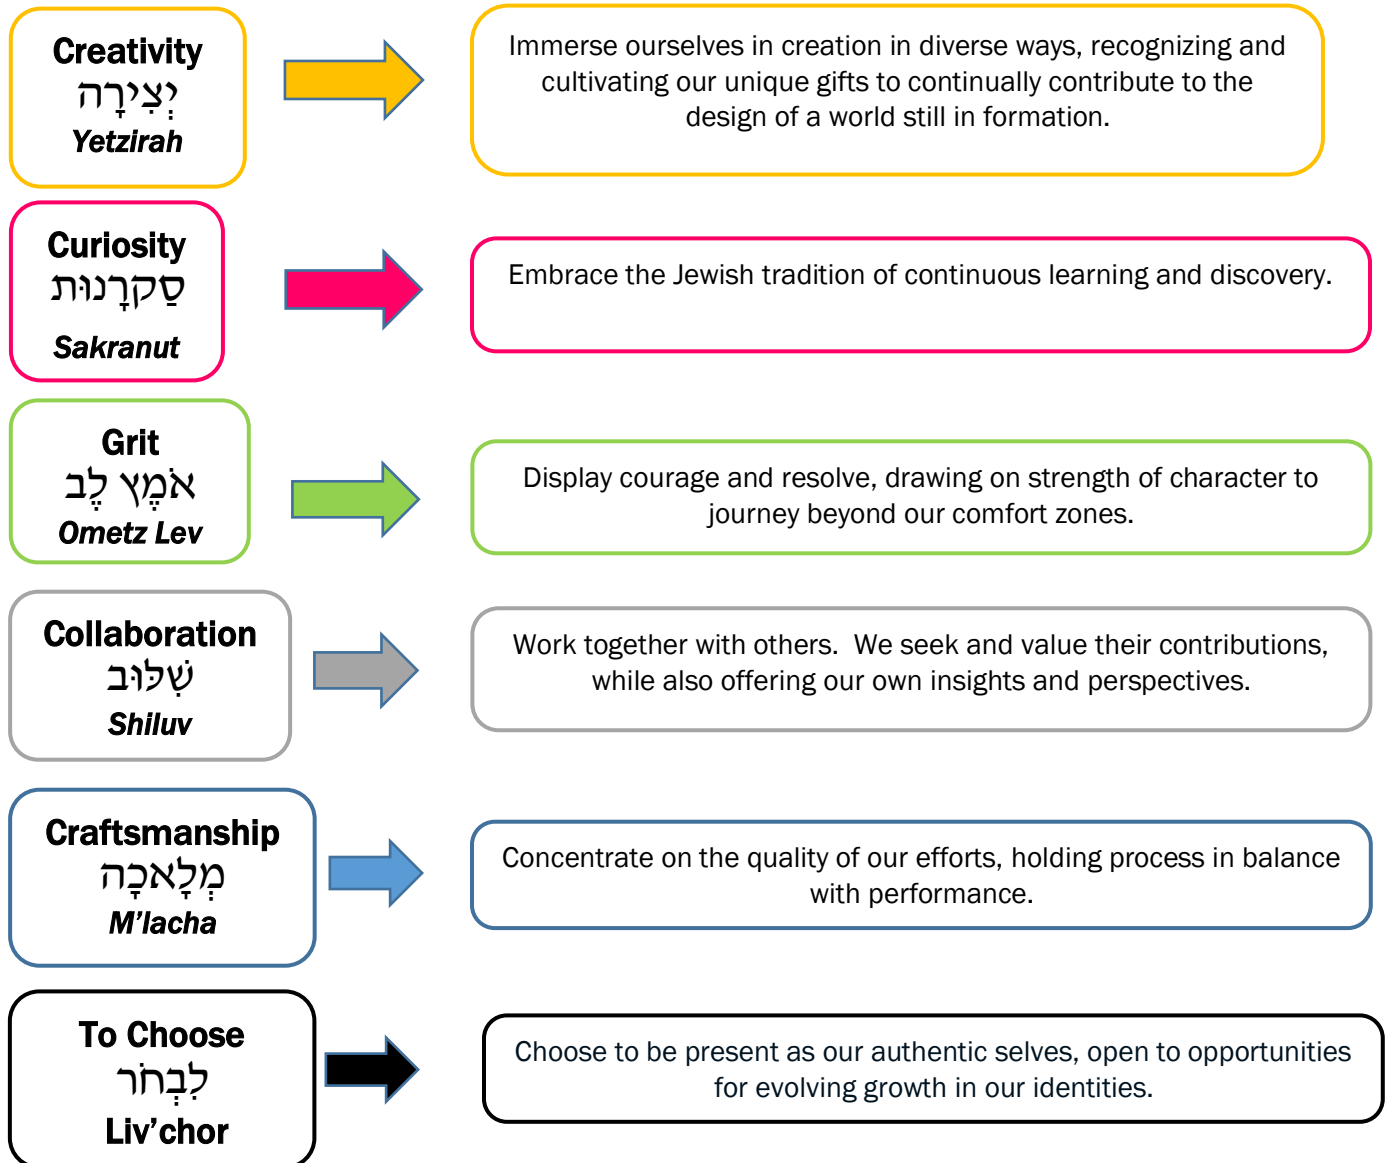 Creativity
יְצִירָה
Yetzirah
Immerse ourselves in creation in diverse ways, recognizing and
cultivating our unique gifts to continually contribute to the
design of a world still in formation.
Curiosity
סַקרָנוּת
Sakranut
Embrace the Jewish tradition of continuous learning and discovery.
Grit
אֹמֶץ לֶב
Ometz Lev
Display courage and resolve, drawing on strength of character to
journey beyond our comfort zones.
Collaboration
שִׁלּוּב
Shiluv
Work together with others.  We seek and value their contributions,
while also offering our own insights and perspectives.
Craftsmanship
מְלָאכָה
M’lacha
Concentrate on the quality of our efforts, holding process in balance
with performance.
To Choose
לִבְחֹר
Liv’chor
Choose to be present as our authentic selves, open to opportunities
for evolving growth in our identities.